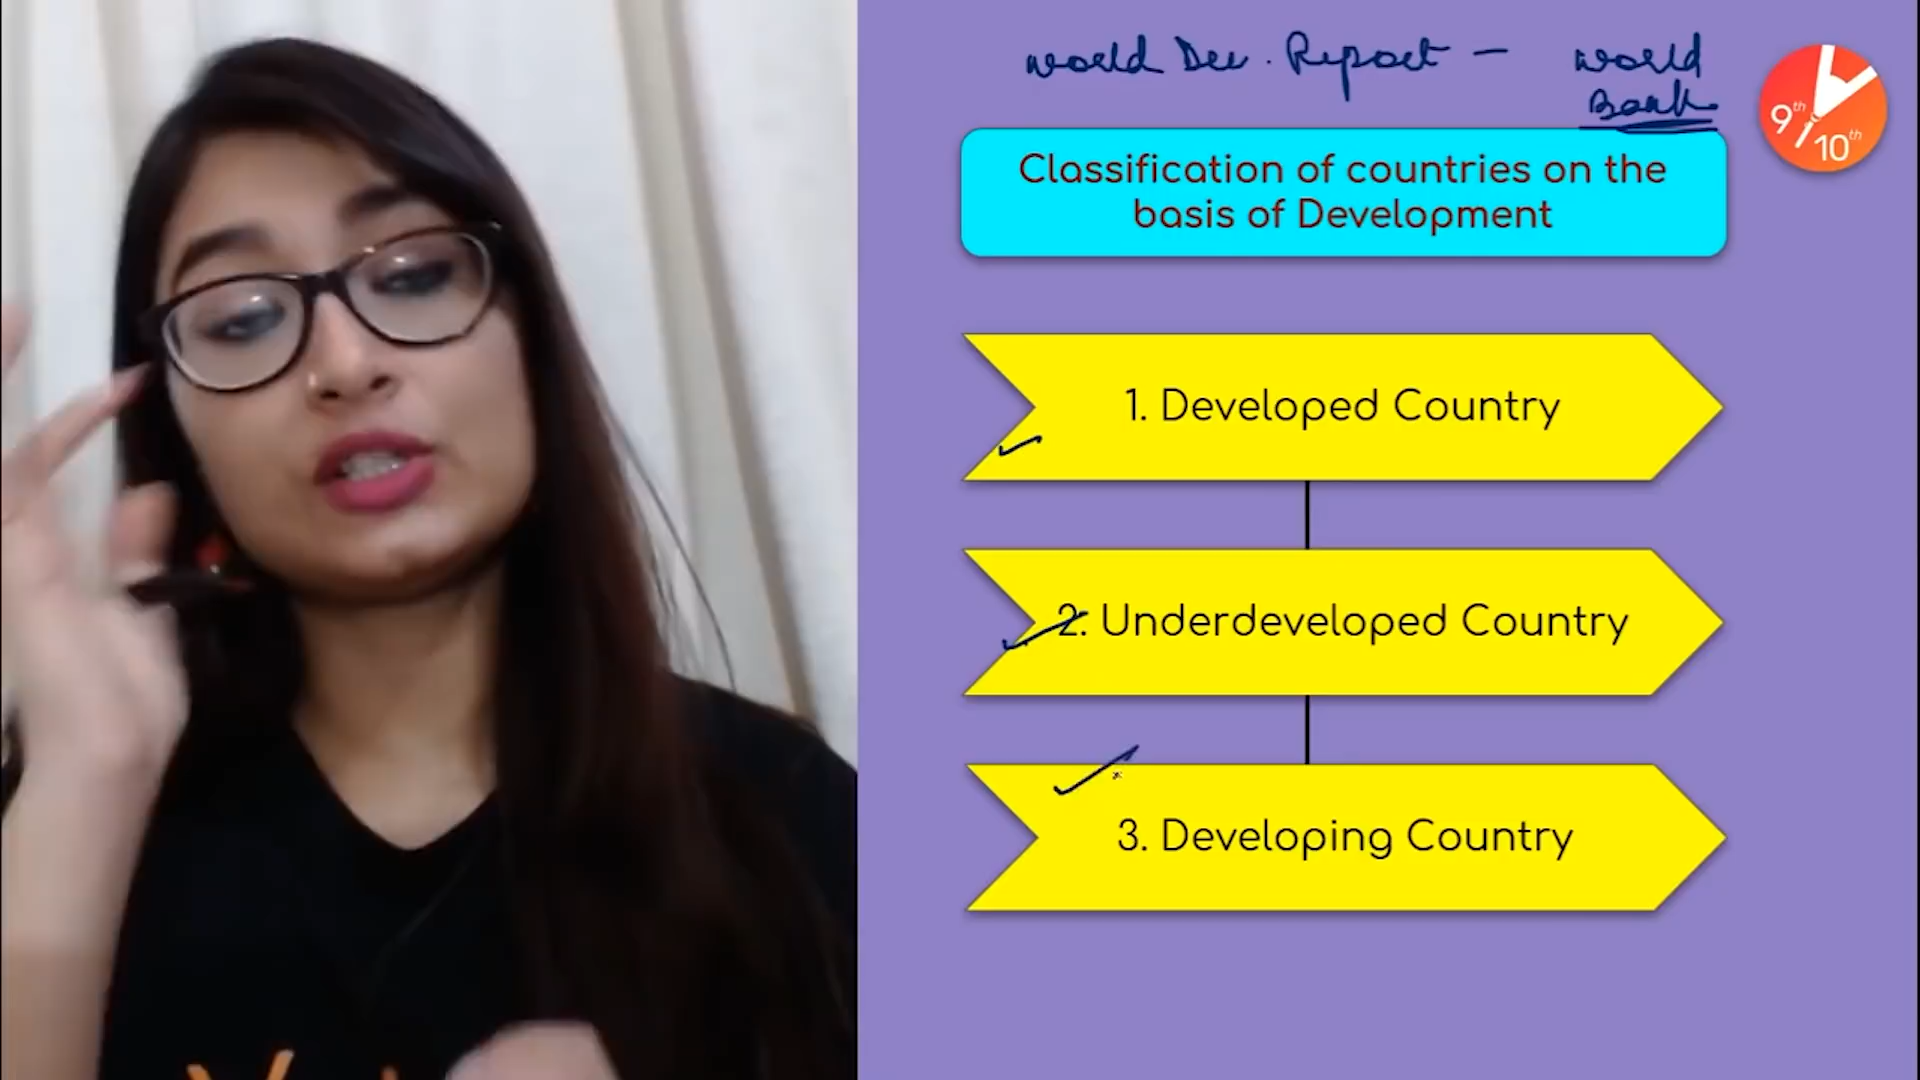 World Dev. Report - World
Bank
9th
10th
Classification of countries on the
basis of Development
1. Developed Country
2. Underdeveloped Country
3. Developing Country